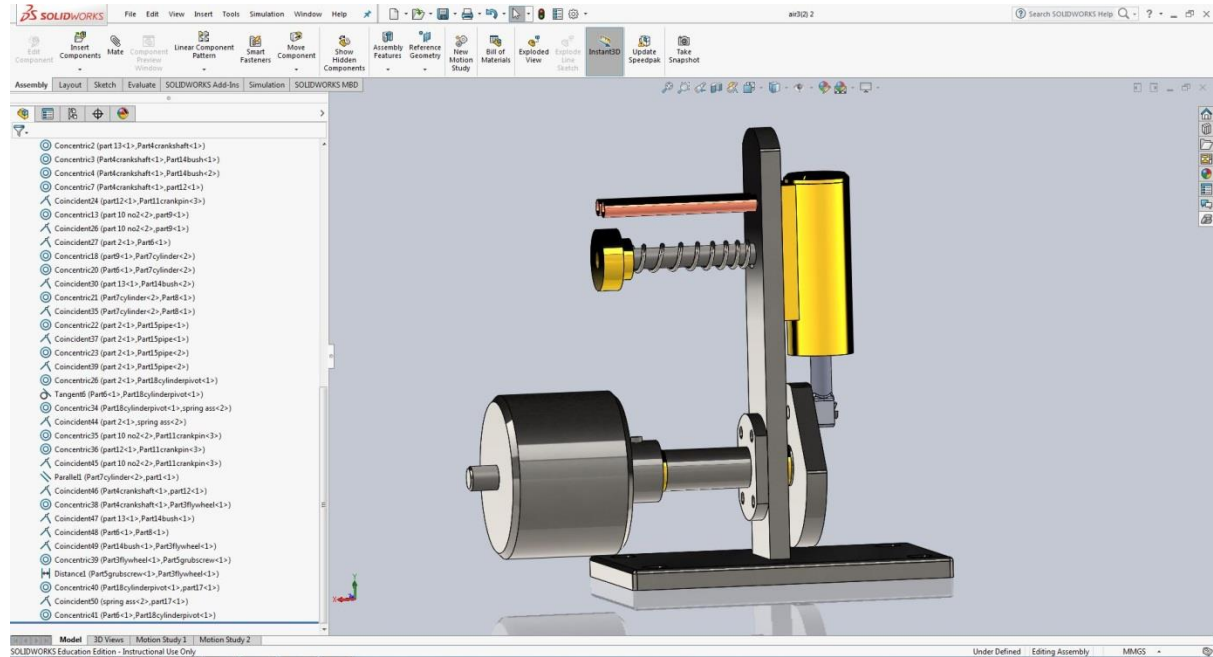 SOLIDWORKS File Edit View Insert Tools Simulation Window Help
air3(2) 2
Search SOLIDWORKS Help
Edit Component
Insert Components
Mate
Component Preview Window
Linear Component Pattern
Smart Fasteners
Move Component
Show Hidden Components
Assembly Features
Reference Geometry
New Motion Study
Bill of Materials
Exploded View
Explode Line Sketch
Instant3D
Update Speedpak
Take Snapshot
Assembly Layout Sketch Evaluate SOLIDWORKS Add-Ins Simulation SOLIDWORKS MBD
Concentric2 (part 13<1>,Part4crankshaft<1>)
Concentric3 (Part4crankshaft<1>,Part14bush<1>)
Concentric4 (Part4crankshaft<1>,Part14bush<2>)
Concentric7 (Part4crankshaft<1>,part12<1>)
Coincident24 (part12<1>,Part11crankpin<3>)
Concentric13 (part 10 no2<2>,part9<1>)
Coincident26 (part 10 no2<2>,part9<1>)
Coincident27 (part 2<1>,Part6<1>)
Concentric18 (part9<1>,Part7cylinder<2>)
Concentric20 (Part6<1>,Part7cylinder<2>)
Coincident30 (part 13<1>,Part14bush<2>)
Concentric21 (Part7cylinder<2>,Part8<1>)
Coincident35 (Part7cylinder<2>,Part8<1>)
Concentric22 (part 2<1>,Part15pipe<1>)
Coincident37 (part 2<1>,Part15pipe<1>)
Concentric23 (part 2<1>,Part15pipe<2>)
Coincident39 (part 2<1>,Part15pipe<2>)
Concentric26 (part 2<1>,Part18cylinderpivot<1>)
Tangent6 (Part6<1>,Part18cylinderpivot<1>)
Concentric34 (Part18cylinderpivot<1>,spring ass<2>)
Coincident44 (part 2<1>,spring ass<2>)
Concentric35 (part 10 no2<2>,Part11crankpin<3>)
Concentric36 (part12<1>,Part11crankpin<3>)
Coincident45 (part 10 no2<2>,Part11crankpin<3>)
Parallel1 (Part7cylinder<2>,part1<1>)
Coincident46 (Part4crankshaft<1>,part12<1>)
Concentric38 (Part4crankshaft<1>,Part3flywheel<1>)
Coincident47 (part 13<1>,Part14bush<1>)
Coincident48 (Part6<1>,Part8<1>)
Coincident49 (Part14bush<1>,Part3flywheel<1>)
Concentric39 (Part3flywheel<1>,Part5grubscrew<1>)
Distance1 (Part5grubscrew<1>,Part3flywheel<1>)
Concentric40 (Part18cylinderpivot<1>,part17<1>)
Coincident50 (spring ass<2>,part17<1>)
Concentric41 (Part6<1>,Part18cylinderpivot<1>)
Y
X
Model 3D Views Motion Study 1 Motion Study 2
SOLIDWORKS Education Edition - Instructional Use Only
Under Defined Editing Assembly MMGS